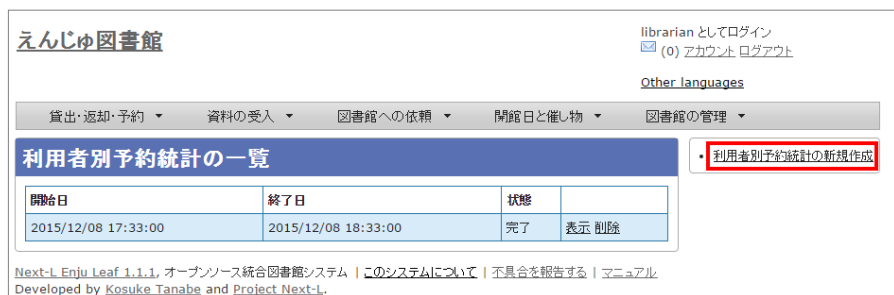 えんじゅ図書館
librarian としてログイン
(0) アカウント ログアウト
Other languages
貸出・返却・予約 ▼ 資料の受入 ▼ 図書館への依頼 ▼ 開館日と催し物 ▼ 図書館の管理 ▼
利用者別予約統計の一覧
・ 利用者別予約統計の新規作成
開始日 終了日 状態
2015/12/08 17:33:00 2015/12/08 18:33:00 完了 表示 削除
Next-L Enju Leaf 1.1.1, オープンソース統合図書館システム | このシステムについて | 不具合を報告する | マニュアル
Developed by Kosuke Tanabe and Project Next-L.